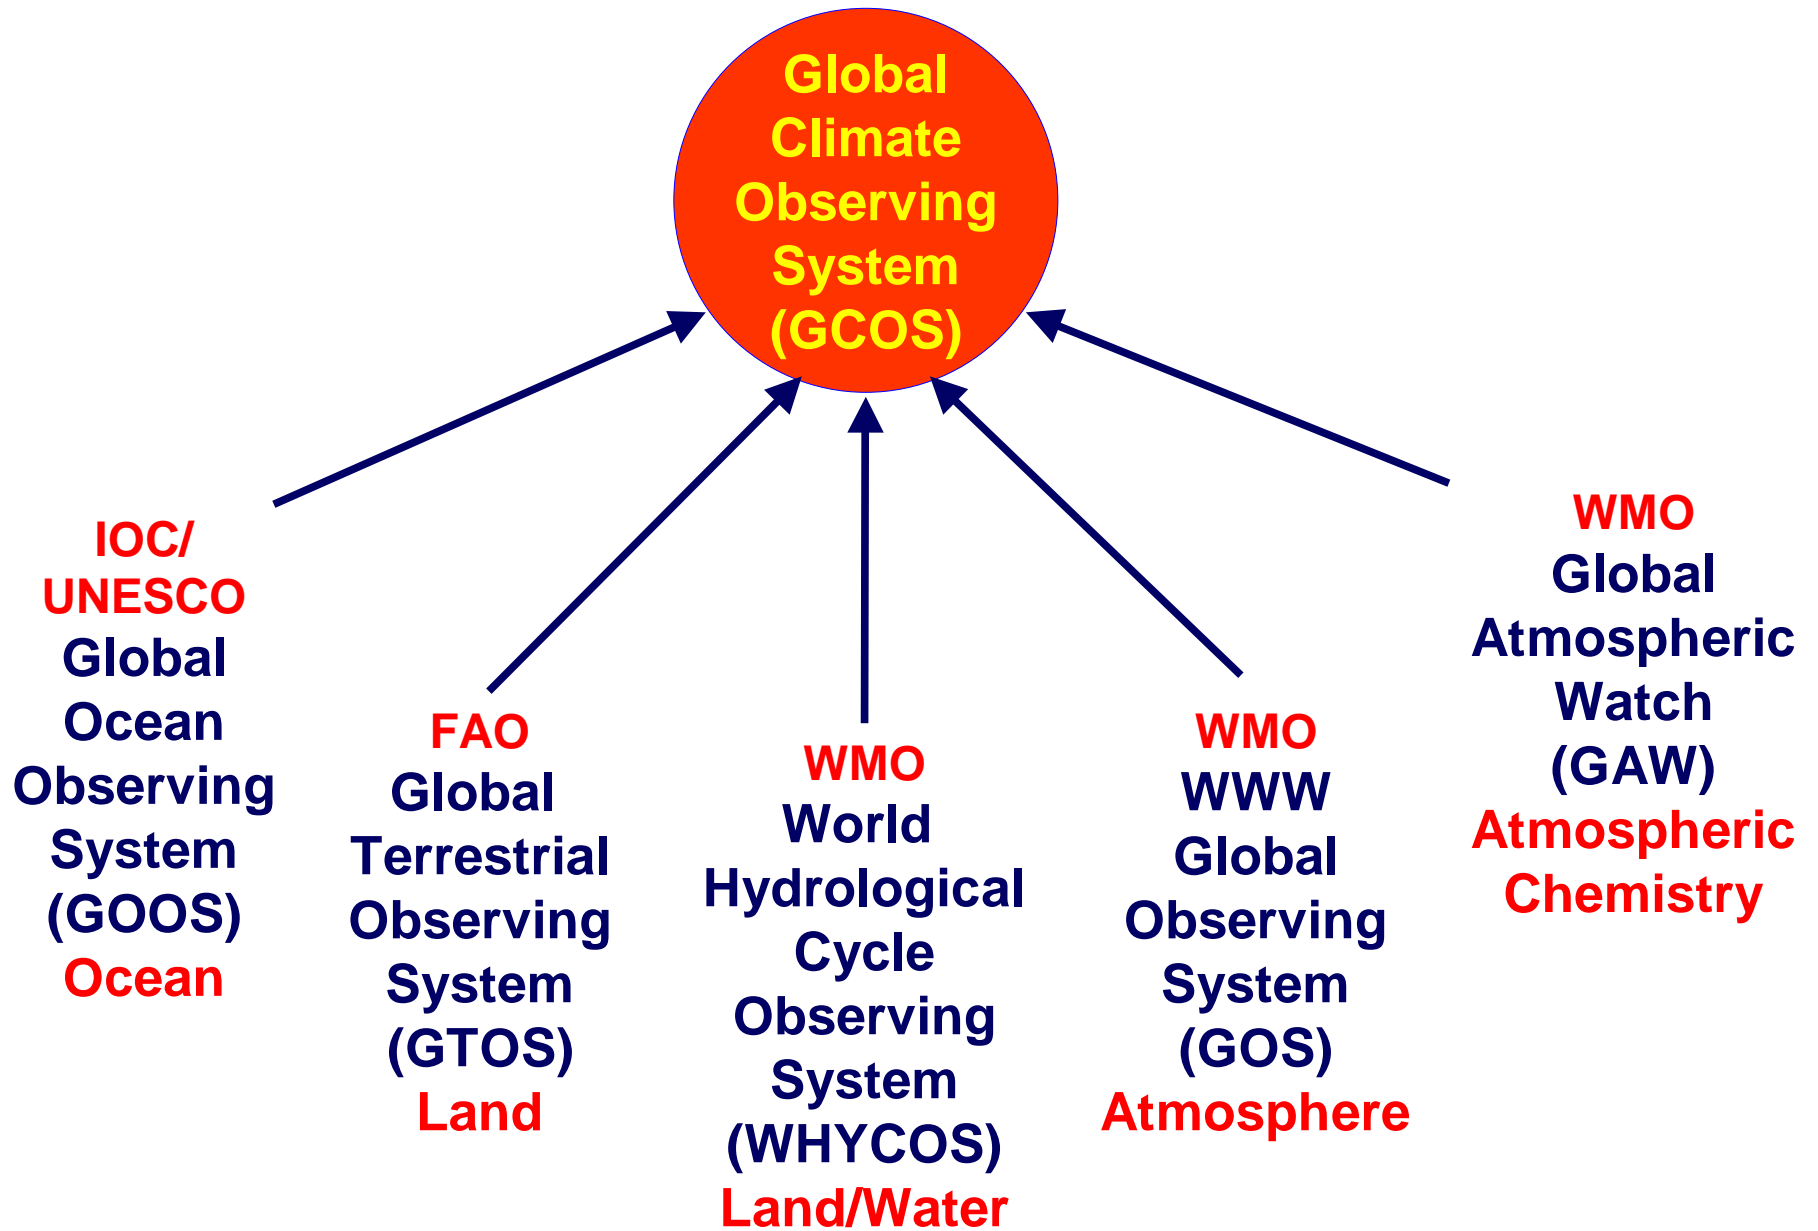 Global
Climate
Observing
System
(GCOS)
IOC/
UNESCO
Global
Ocean
Observing
System
(GOOS)
Ocean
FAO
Global
Terrestrial
Observing
System
(GTOS)
Land
WMO
World
Hydrological
Cycle
Observing
System
(WHYCOS)
Land/Water
WMO
WWW
Global
Observing
System
(GOS)
Atmosphere
WMO
Global
Atmospheric
Watch
(GAW)
Atmospheric
Chemistry